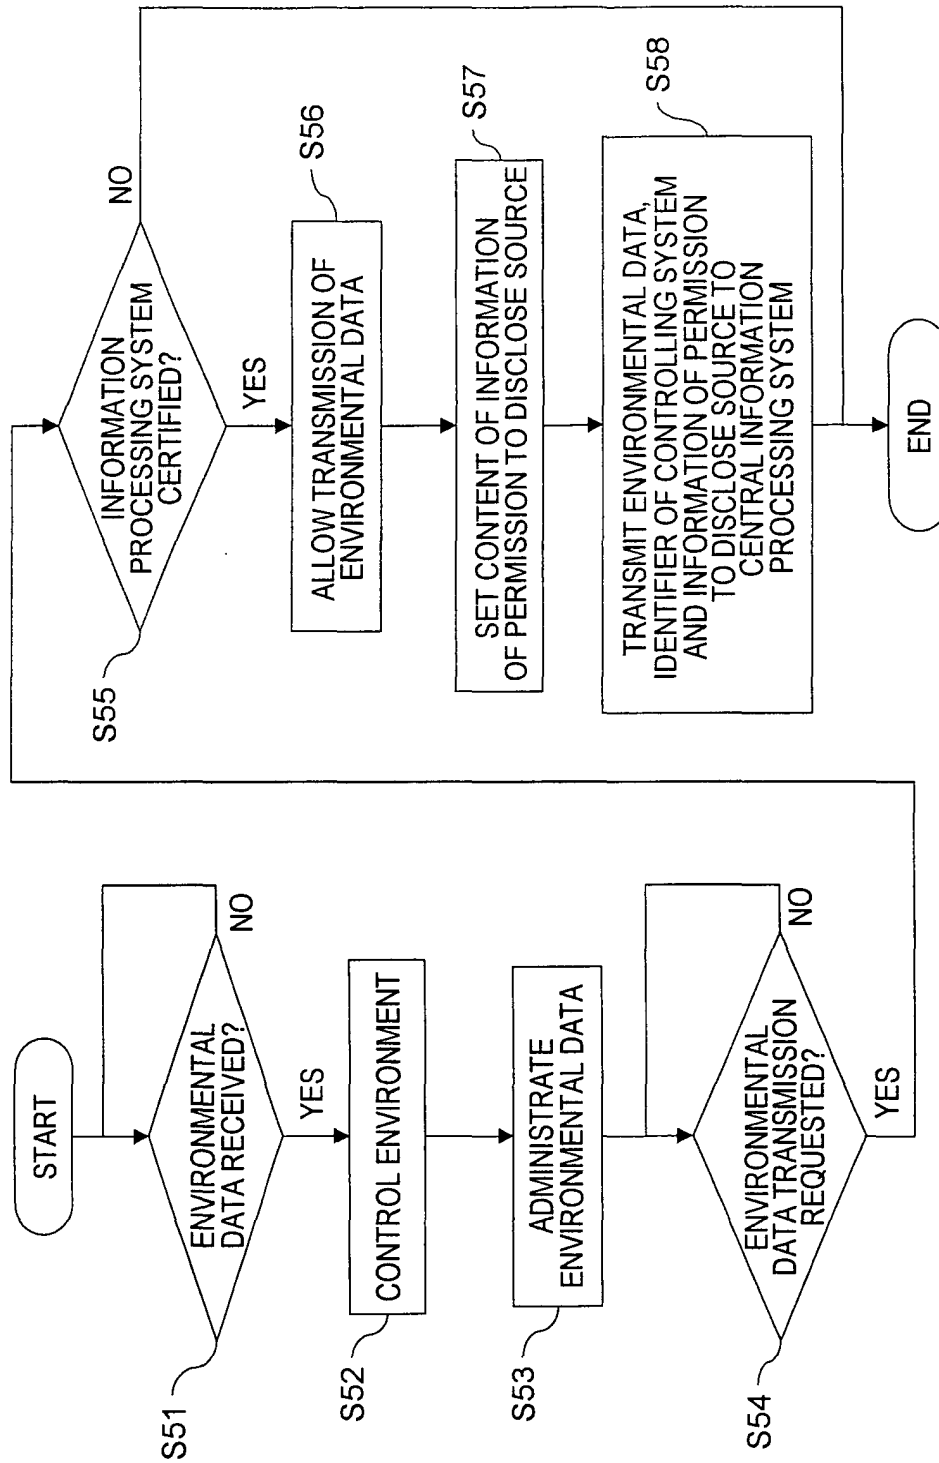 START
ENVIRONMENTAL
DATA RECEIVED?
S51
NO
YES
CONTROL ENVIRONMENT
S52
ADMINISTRATE
ENVIRONMENTAL DATA
S53
ENVIRONMENTAL
DATA TRANSMISSION
REQUESTED?
S54
NO
YES
INFORMATION
PROCESSING SYSTEM
CERTIFIED?
S55
NO
YES
ALLOW TRANSMISSION OF
ENVIRONMENTAL DATA
S56
SET CONTENT OF INFORMATION
OF PERMISSION TO DISCLOSE SOURCE
S57
TRANSMIT ENVIRONMENTAL DATA,
IDENTIFIER OF CONTROLLING SYSTEM
AND INFORMATION OF PERMISSION
TO DISCLOSE SOURCE TO
CENTRAL INFORMATION
PROCESSING SYSTEM
S58
END